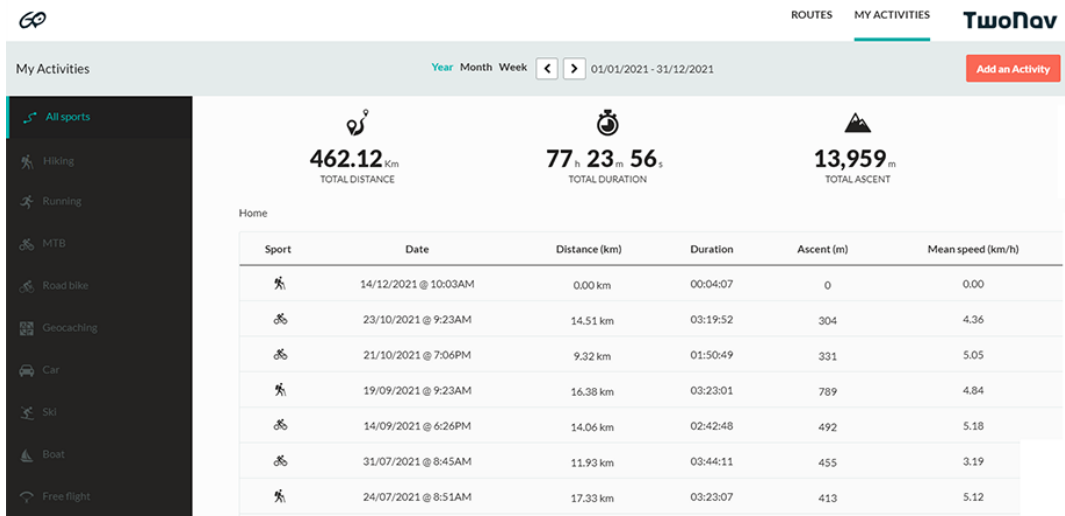 GO
ROUTES MY ACTIVITIES TwoNav
My Activities Year Month Week 01/01/2021 - 31/12/2021 Add an Activity
All sports
Hiking
Running
MTB
Road bike
Geocaching
Car
Ski
Boat
Free flight
462.12 Km 77 h 23 m 56 s 13,959 m
TOTAL DISTANCE TOTAL DURATION TOTAL ASCENT
Home
Sport Date Distance (km) Duration Ascent (m) Mean speed (km/h)
14/12/2021 @ 10:03AM 0.00 km 00:04:07 0 0.00
23/10/2021 @ 9:23AM 14.51 km 03:19:52 304 4.36
21/10/2021 @ 7:06PM 9.32 km 01:50:49 331 5.05
19/09/2021 @ 9:23AM 16.38 km 03:23:01 789 4.84
14/09/2021 @ 6:26PM 14.06 km 02:42:48 492 5.18
31/07/2021 @ 8:45AM 11.93 km 03:44:11 455 3.19
24/07/2021 @ 8:51AM 17.33 km 03:23:07 413 5.12